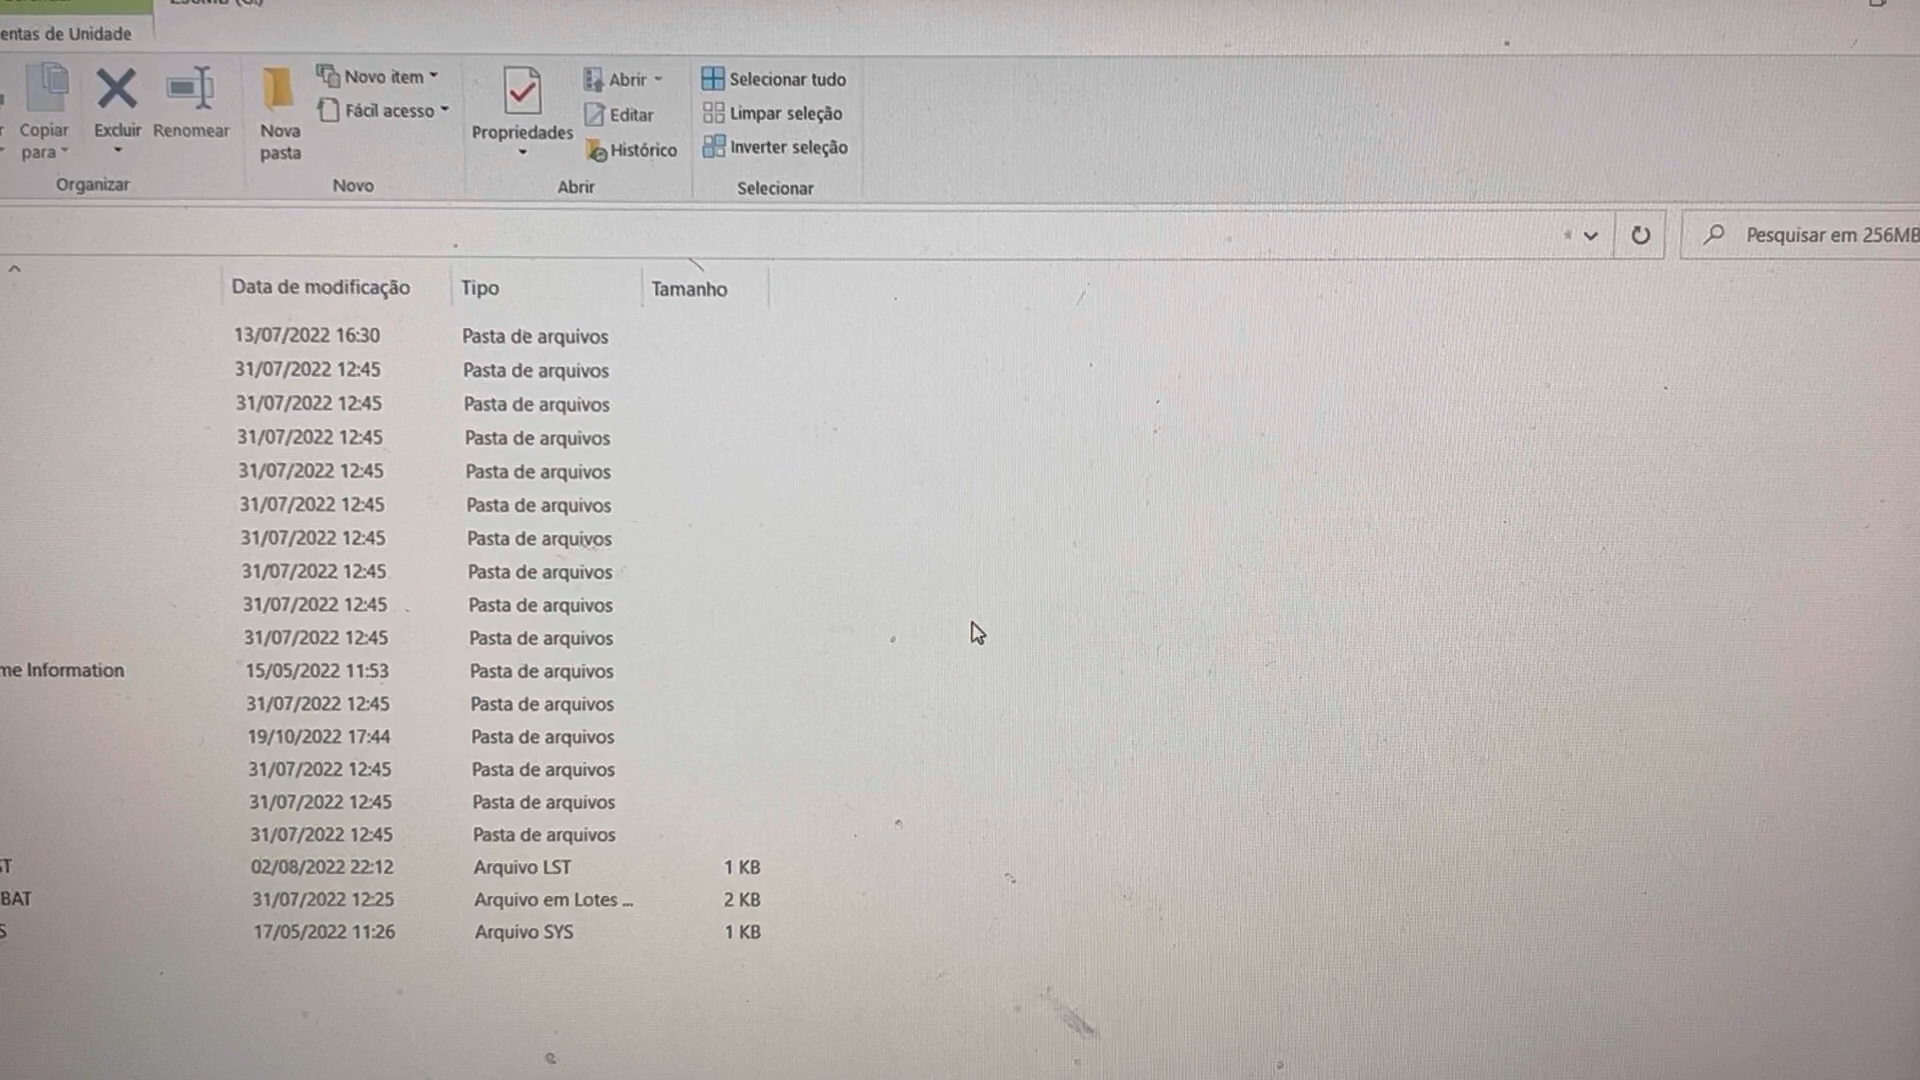 entas de Unidade
Copiar para
Excluir
Renomear
Organizar
Nova pasta
Novo item
Fácil acesso
Novo
Propriedades
Abrir
Editar
Histórico
Abrir
Selecionar tudo
Limpar seleção
Inverter seleção
Selecionar
Pesquisar em 256MB
Data de modificação Tipo Tamanho
13/07/2022 16:30 Pasta de arquivos
31/07/2022 12:45 Pasta de arquivos
31/07/2022 12:45 Pasta de arquivos
31/07/2022 12:45 Pasta de arquivos
31/07/2022 12:45 Pasta de arquivos
31/07/2022 12:45 Pasta de arquivos
31/07/2022 12:45 Pasta de arquivos
31/07/2022 12:45 Pasta de arquivos
31/07/2022 12:45 Pasta de arquivos
31/07/2022 12:45 Pasta de arquivos
me Information 15/05/2022 11:53 Pasta de arquivos
31/07/2022 12:45 Pasta de arquivos
19/10/2022 17:44 Pasta de arquivos
31/07/2022 12:45 Pasta de arquivos
31/07/2022 12:45 Pasta de arquivos
31/07/2022 12:45 Pasta de arquivos
ST 02/08/2022 22:12 Arquivo LST 1 KB
BAT 31/07/2022 12:25 Arquivo em Lotes ... 2 KB
S 17/05/2022 11:26 Arquivo SYS 1 KB